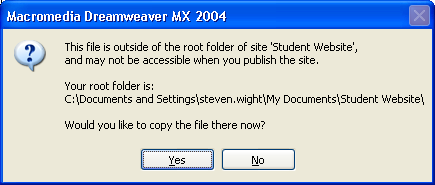 Macromedia Dreamweaver MX 2004
This file is outside of the root folder of site 'Student Website',
and may not be accessible when you publish the site.
Your root folder is:
C:\Documents and Settings\steven.wight\My Documents\Student Website\
Would you like to copy the file there now?
Yes No